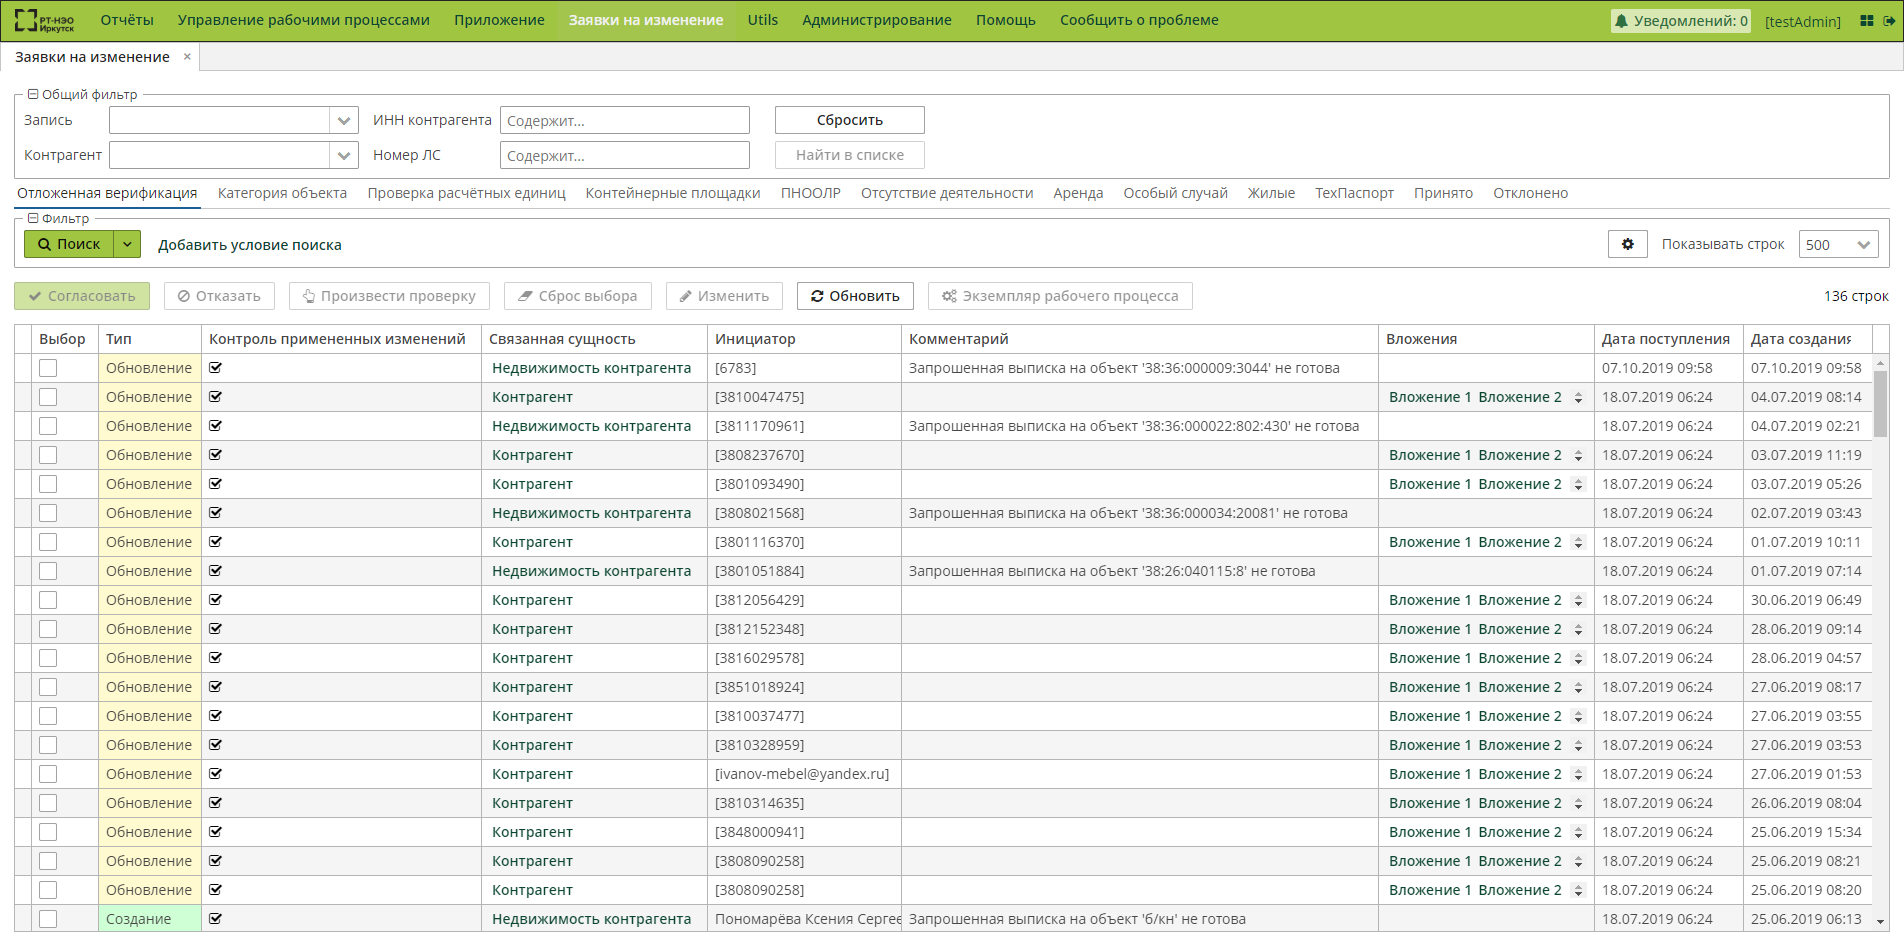 РТ-НЭО Иркутск Отчёты Управление рабочими процессами Приложение Заявки на изменение Utils Администрирование Помощь Сообщить о проблеме Уведомлений: 0 [testAdmin]
Заявки на изменение ×
Общий фильтр
Запись ИНН контрагента Содержит... Сбросить
Контрагент Номер ЛС Содержит... Найти в списке
Отложенная верификация Категория объекта Проверка расчётных единиц Контейнерные площадки ПНООЛР Отсутствие деятельности Аренда Особый случай Жилые ТехПаспорт Принято Отклонено
Фильтр
Поиск Добавить условие поиска Показывать строк 500
Согласовать Отказать Произвести проверку Сброс выбора Изменить Обновить Экземпляр рабочего процесса 136 строк
Выбор Тип Контроль примененных изменений Связанная сущность Инициатор Комментарий Вложения Дата поступления Дата создания
Обновление Недвижимость контрагента [6783] Запрошенная выписка на объект '38:36:000009:3044' не готова 07.10.2019 09:58 07.10.2019 09:58
Обновление Контрагент [3810047475] Вложение 1 Вложение 2 18.07.2019 06:24 04.07.2019 08:14
Обновление Недвижимость контрагента [3811170961] Запрошенная выписка на объект '38:36:000022:802:430' не готова 18.07.2019 06:24 04.07.2019 02:21
Обновление Контрагент [3808237670] Вложение 1 Вложение 2 18.07.2019 06:24 03.07.2019 11:19
Обновление Контрагент [3801093490] Вложение 1 Вложение 2 18.07.2019 06:24 03.07.2019 05:26
Обновление Недвижимость контрагента [3808021568] Запрошенная выписка на объект '38:36:000034:20081' не готова 18.07.2019 06:24 02.07.2019 03:43
Обновление Контрагент [3801116370] Вложение 1 Вложение 2 18.07.2019 06:24 01.07.2019 10:11
Обновление Недвижимость контрагента [3801051884] Запрошенная выписка на объект '38:26:040115:8' не готова 18.07.2019 06:24 01.07.2019 07:14
Обновление Контрагент [3812056429] Вложение 1 Вложение 2 18.07.2019 06:24 30.06.2019 06:49
Обновление Контрагент [3812152348] Вложение 1 Вложение 2 18.07.2019 06:24 28.06.2019 09:14
Обновление Контрагент [3816029578] Вложение 1 Вложение 2 18.07.2019 06:24 28.06.2019 04:57
Обновление Контрагент [3851018924] Вложение 1 Вложение 2 18.07.2019 06:24 27.06.2019 08:17
Обновление Контрагент [3810037477] Вложение 1 Вложение 2 18.07.2019 06:24 27.06.2019 03:55
Обновление Контрагент [3810328959] Вложение 1 Вложение 2 18.07.2019 06:24 27.06.2019 03:53
Обновление Контрагент [ivanov-mebel@yandex.ru] Вложение 1 Вложение 2 18.07.2019 06:24 27.06.2019 01:53
Обновление Контрагент [3810314635] Вложение 1 Вложение 2 18.07.2019 06:24 26.06.2019 08:04
Обновление Контрагент [3848000941] Вложение 1 Вложение 2 18.07.2019 06:24 25.06.2019 15:34
Обновление Контрагент [3808090258] Вложение 1 Вложение 2 18.07.2019 06:24 25.06.2019 08:21
Обновление Контрагент [3808090258] Вложение 1 Вложение 2 18.07.2019 06:24 25.06.2019 08:20
Создание Недвижимость контрагента Пономарёва Ксения Сергее Запрошенная выписка на объект 'б/кн' не готова 18.07.2019 06:24 25.06.2019 06:13